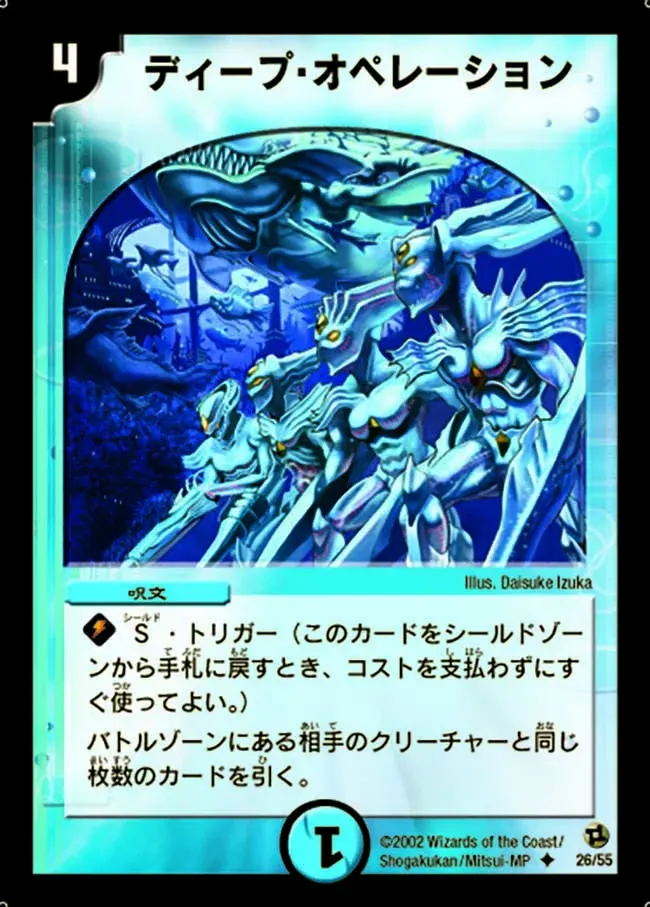 4
ディープ・オペレーション
Illus. Daisuke Izuka
呪文
S・トリガー（このカードをシールドゾー
ンから手札に戻すとき、コストを支払わずにす
ぐ使ってよい。）
バトルゾーンにある相手のクリーチャーと同じ
枚数のカードを引く。
1
©2002 Wizards of the Coast/
Shogakukan/Mitsui-MP
26/55